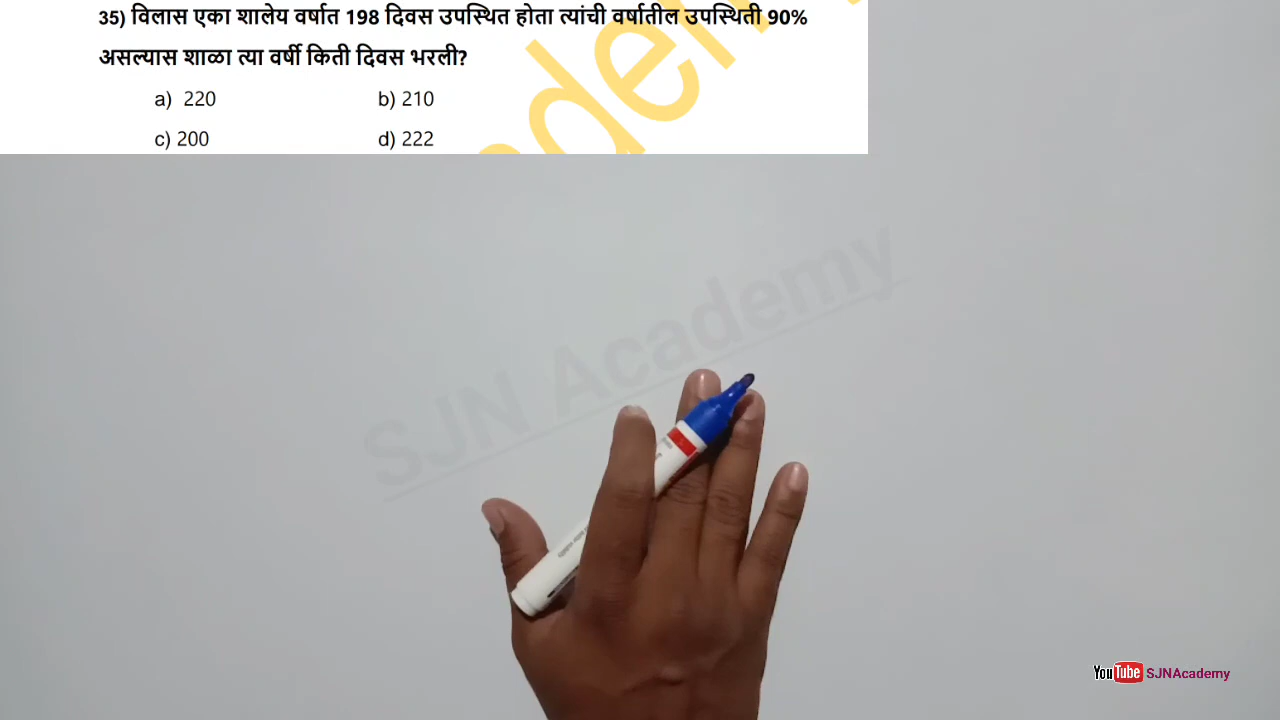 35) विलास एका शालेय वर्षात 198 दिवस उपस्थित होता त्यांची वर्षातील उपस्थिती 90%
असल्यास शाळा त्या वर्षी किती दिवस भरली?
a) 220 b) 210
c) 200 d) 222
SJN Academy
YouTube SJNAcademy